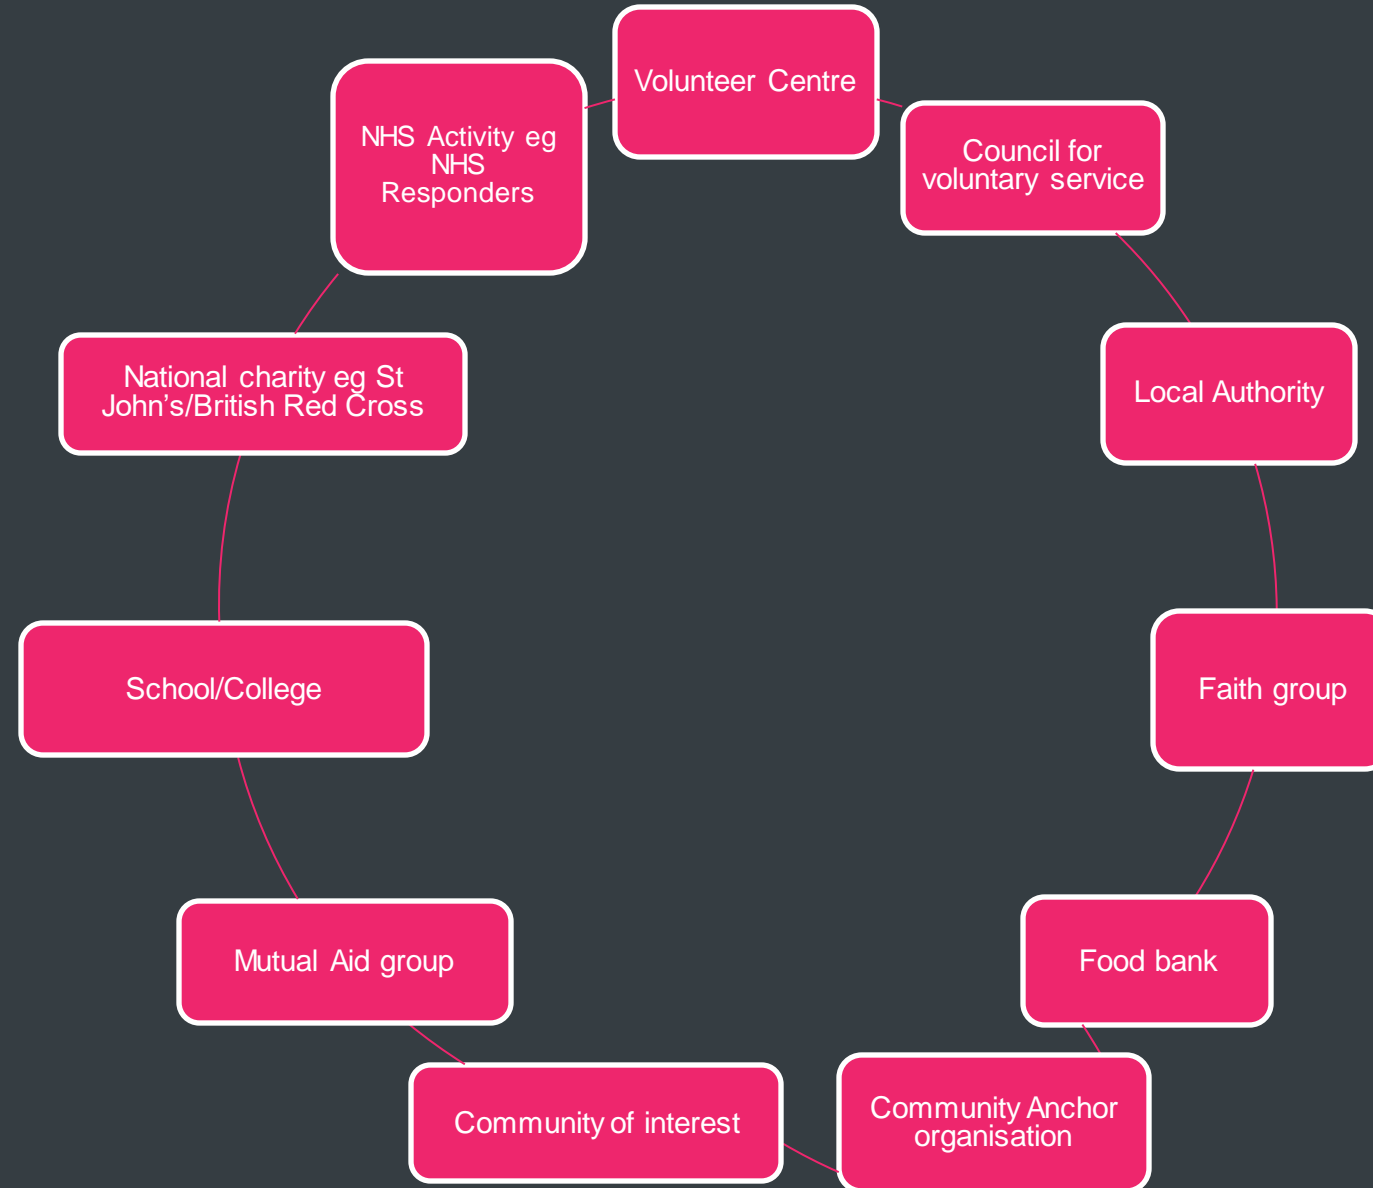 Volunteer Centre
Council for
voluntary service
Local Authority
Faith group
Food bank
Community Anchor
organisation
Community of interest
Mutual Aid group
School/College
National charity eg St
John’s/British Red Cross
NHS Activity eg
NHS
Responders